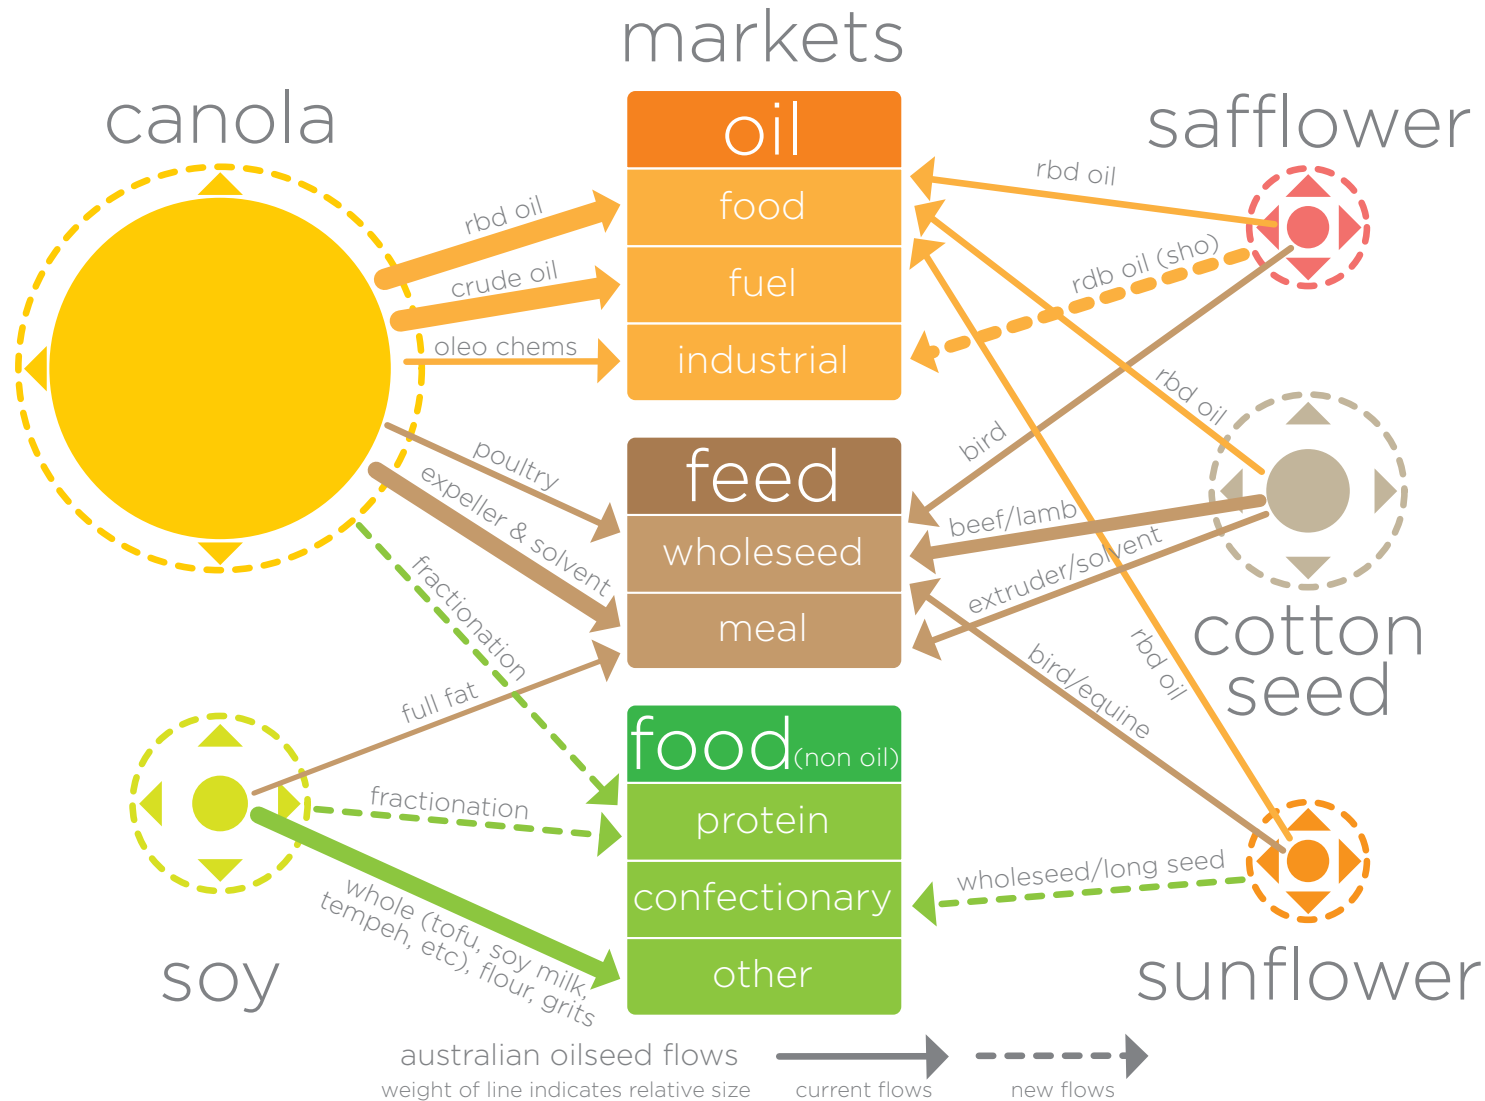 markets
canola
safflower
oil
food
fuel
industrial
rbd oil
crude oil
oleo chems
poultry
expeller & solvent
fractionation
feed
wholeseed
meal
rbd oil
rdb oil (sho)
bird
rbd oil
beef/lamb
extruder/solvent
cotton
seed
rbd oil
bird/equine
full fat
fractionation
whole (tofu, soy milk,
tempeh, etc), flour, grits
soy
food(non oil)
protein
confectionary
other
wholeseed/long seed
sunflower
australian oilseed flows
weight of line indicates relative size
current flows
new flows